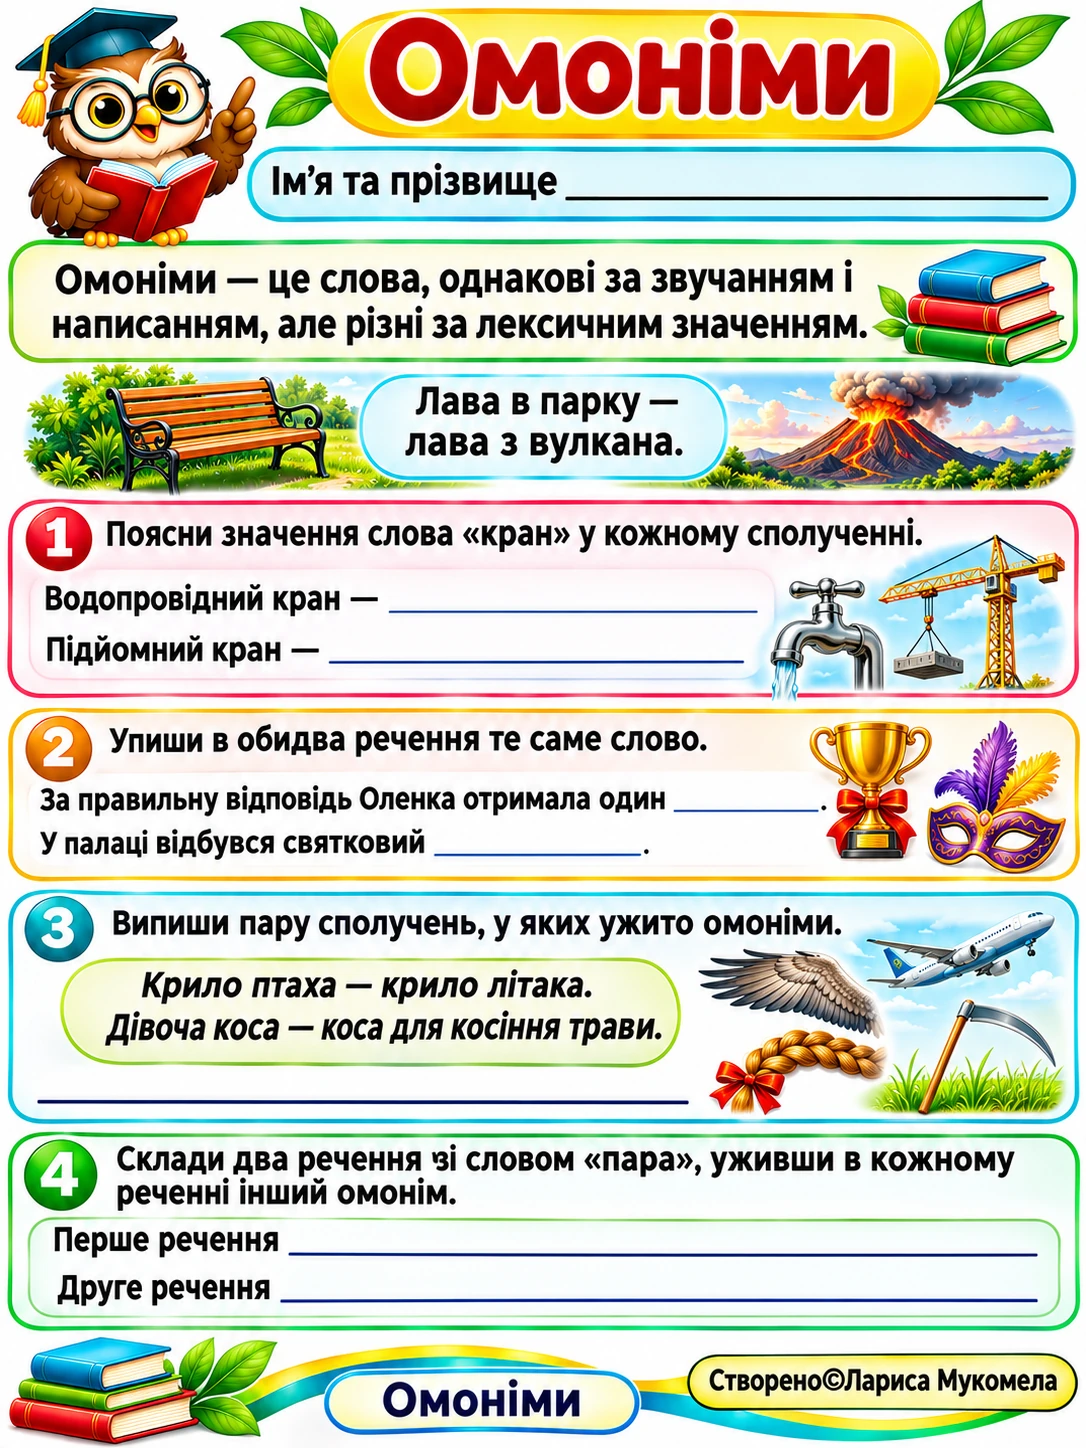 Омоніми
Ім’я та прізвище
Омоніми — це слова, однакові за звучанням і
написанням, але різні за лексичним значенням.
Лава в парку —
лава з вулкана.
1 Поясни значення слова «кран» у кожному сполученні.
Водопровідний кран —
Підйомний кран —
2 Упиши в обидва речення те саме слово.
За правильну відповідь Оленка отримала один .
У палаці відбувся святковий .
3 Випиши пару сполучень, у яких ужито омоніми.
Крило птаха — крило літака.
Дівоча коса — коса для косіння трави.
4 Склади два речення зі словом «пара», уживши в кожному
реченні інший омонім.
Перше речення
Друге речення
Омоніми
Створено©Лариса Мукомела